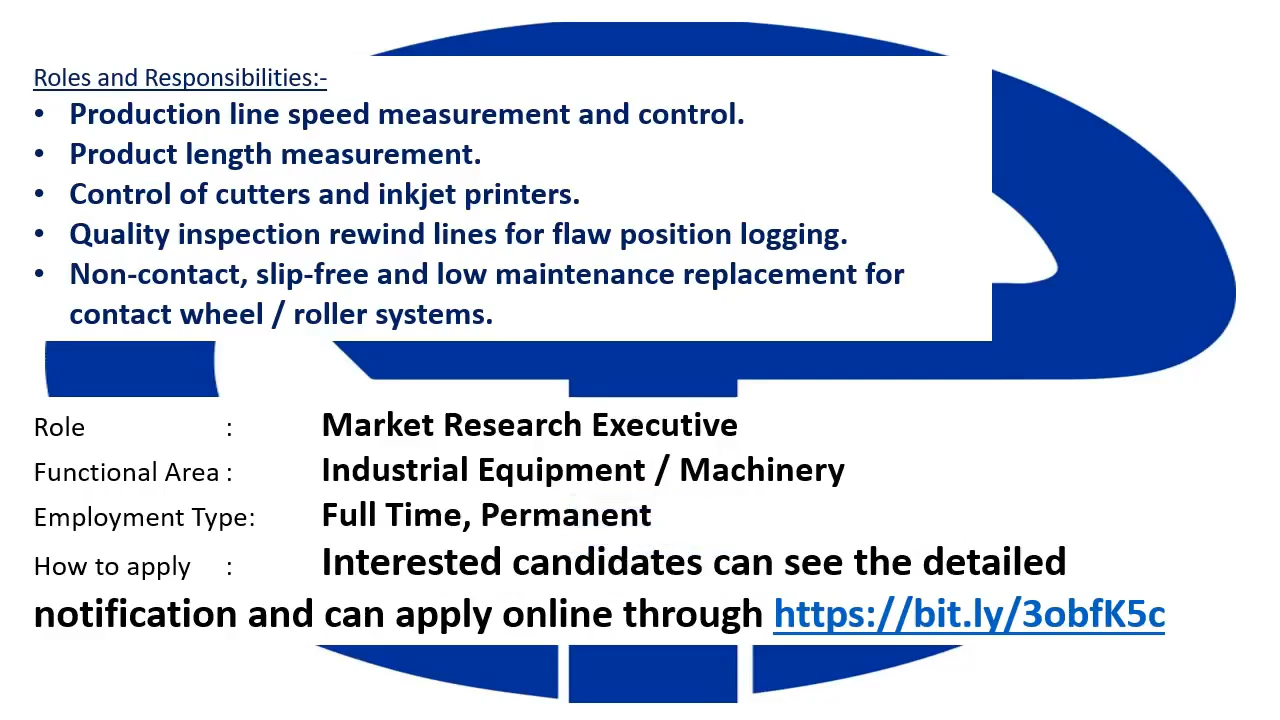 Roles and Responsibilities:-
• Production line speed measurement and control.
• Product length measurement.
• Control of cutters and inkjet printers.
• Quality inspection rewind lines for flaw position logging.
• Non-contact, slip-free and low maintenance replacement for
contact wheel / roller systems.
Role : Market Research Executive
Functional Area : Industrial Equipment / Machinery
Employment Type: Full Time, Permanent
How to apply : Interested candidates can see the detailed
notification and can apply online through https://bit.ly/3obfK5c